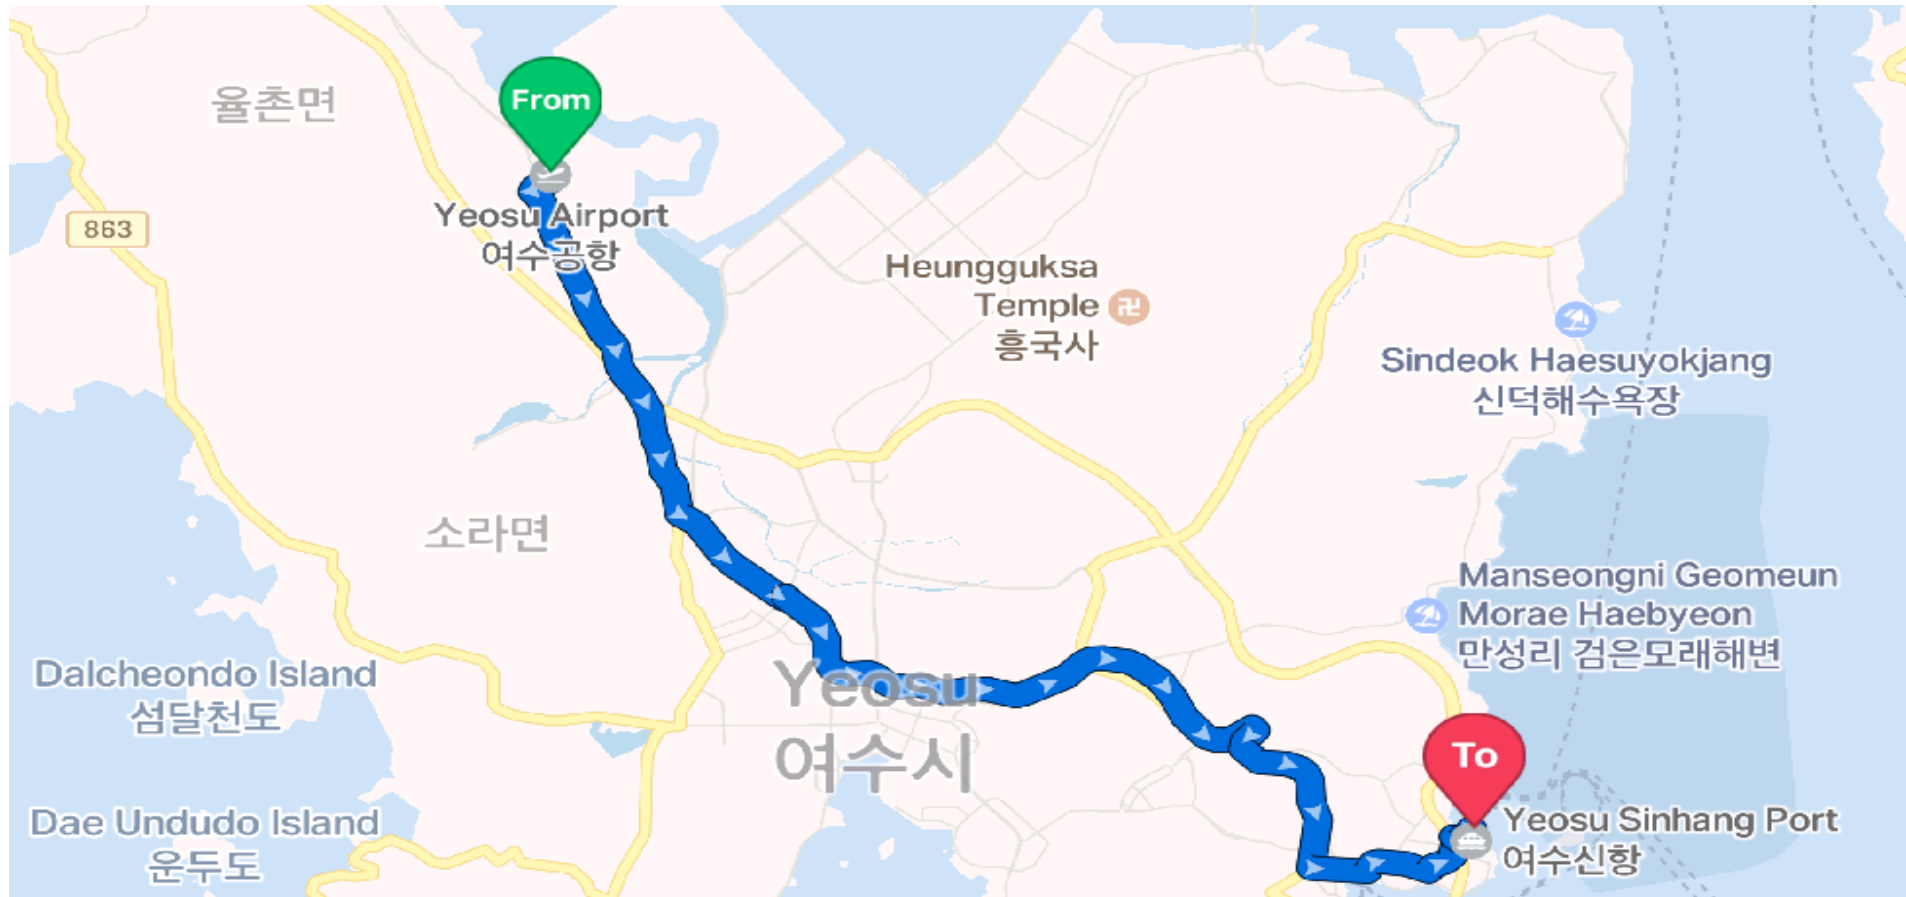 율촌면
From
863
Yeosu Airport
여수공항
Heungguksa
Temple
흥국사
卍
Sindeok Haesuyokjang
신덕해수욕장
소라면
Manseongni Geomeun
Morae Haebyeon
만성리 검은모래해변
Dalcheondo Island
섬달천도
Yeosu
여수시
To
Dae Undudo Island
운두도
Yeosu Sinhang Port
여수신항